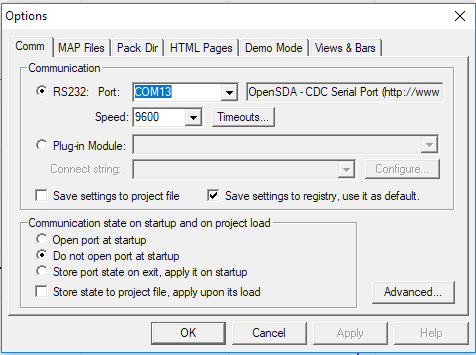 Options
Comm MAP Files Pack Dir HTML Pages Demo Mode Views & Bars
Communication
RS232: Port: COM13 OpenSDA - CDC Serial Port (http://www
Speed: 9600 Timeouts...
Plug-in Module:
Connect string: Configure...
Save settings to project file Save settings to registry, use it as default.
Communication state on startup and on project load
Open port at startup
Do not open port at startup
Store port state on exit, apply it on startup
Store state to project file, apply upon its load
Advanced...
OK Cancel Apply Help